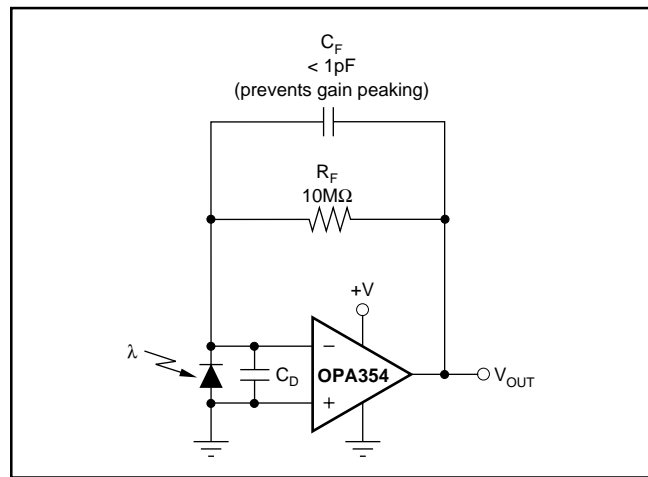 C_F
< 1pF
(prevents gain peaking)
R_F
10MΩ
+V
λ
−
OPA354
C_D
+
V_OUT